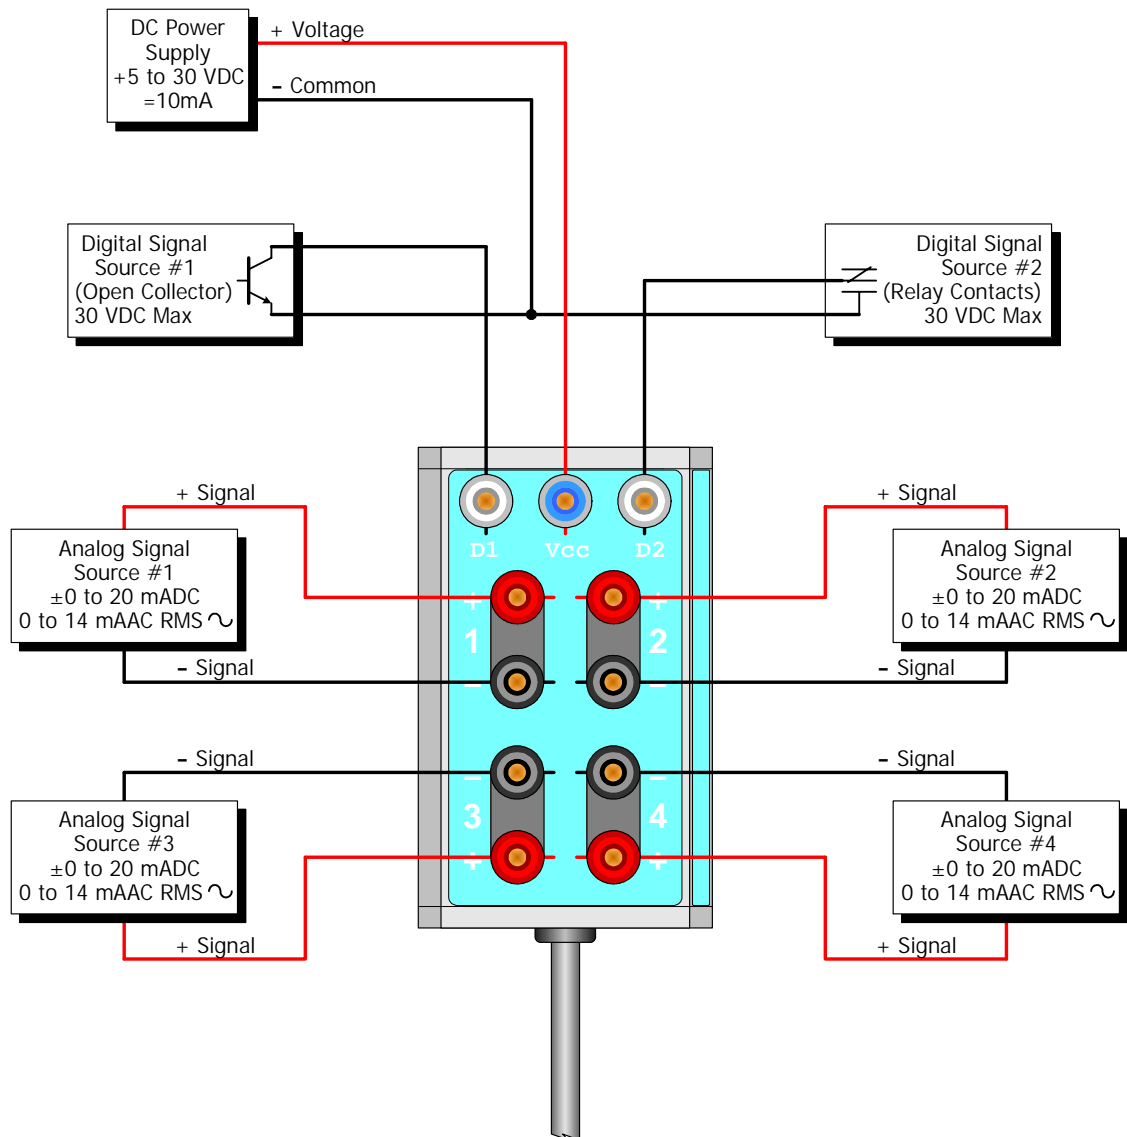 DC Power
Supply
+5 to 30 VDC
=10mA
+ Voltage
- Common
Digital Signal
Source #1
(Open Collector)
30 VDC Max
Digital Signal
Source #2
(Relay Contacts)
30 VDC Max
D1 Vcc D2
+ Signal
Analog Signal
Source #1
±0 to 20 mADC
0 to 14 mAAC RMS
- Signal
+ +
1 2
- -
+ Signal
Analog Signal
Source #2
±0 to 20 mADC
0 to 14 mAAC RMS
- Signal
- Signal
Analog Signal
Source #3
±0 to 20 mADC
0 to 14 mAAC RMS
+ Signal
- -
3 4
+ +
- Signal
Analog Signal
Source #4
±0 to 20 mADC
0 to 14 mAAC RMS
+ Signal